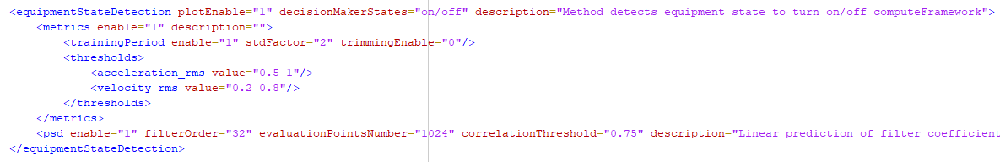 <equipmentStateDetection plotEnable="1" decisionMakerStates="on/off" description="Method detects equipment state to turn on/off computeFramework">
<metrics enable="1" description="">
<trainingPeriod enable="1" stdFactor="2" trimmingEnable="0"/>
<thresholds>
<acceleration_rms value="0.5 1"/>
<velocity_rms value="0.2 0.8"/>
</thresholds>
</metrics>
<psd enable="1" filterOrder="32" evaluationPointsNumber="1024" correlationThreshold="0.75" description="Linear prediction of filter coefficient
</equipmentStateDetection>